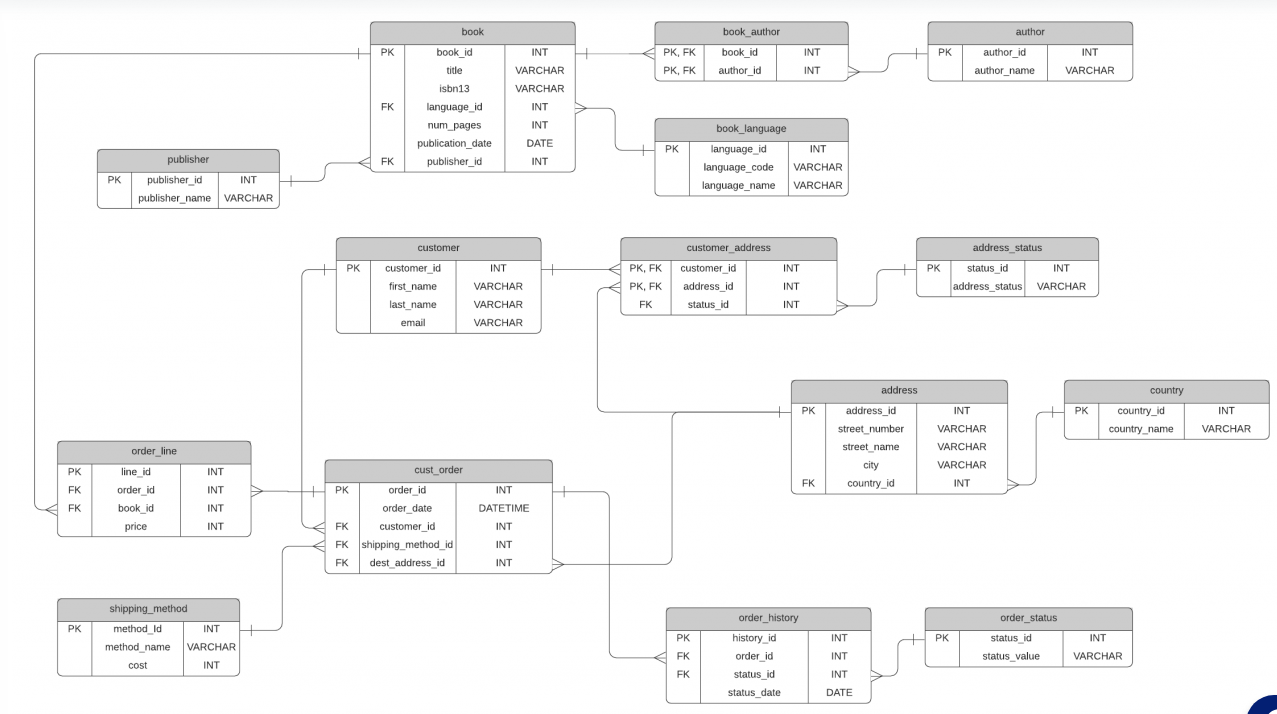 book
PK book_id INT
title VARCHAR
isbn13 VARCHAR
FK language_id INT
num_pages INT
publication_date DATE
FK publisher_id INT
book_author
PK, FK book_id INT
PK, FK author_id INT
author
PK author_id INT
author_name VARCHAR
book_language
PK language_id INT
language_code VARCHAR
language_name VARCHAR
publisher
PK publisher_id INT
publisher_name VARCHAR
customer
PK customer_id INT
first_name VARCHAR
last_name VARCHAR
email VARCHAR
customer_address
PK, FK customer_id INT
PK, FK address_id INT
FK status_id INT
address_status
PK status_id INT
address_status VARCHAR
address
PK address_id INT
street_number VARCHAR
street_name VARCHAR
city VARCHAR
FK country_id INT
country
PK country_id INT
country_name VARCHAR
order_line
PK line_id INT
FK order_id INT
FK book_id INT
price INT
cust_order
PK order_id INT
order_date DATETIME
FK customer_id INT
FK shipping_method_id INT
FK dest_address_id INT
shipping_method
PK method_Id INT
method_name VARCHAR
cost INT
order_history
PK history_id INT
FK order_id INT
FK status_id INT
status_date DATE
order_status
PK status_id INT
status_value VARCHAR